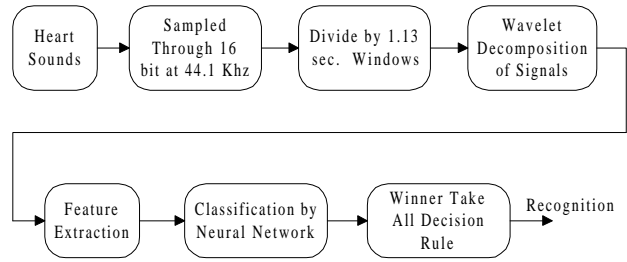 Heart
Sounds
Sampled
Through 16
bit at 44.1 Khz
Divide by 1.13
sec. Windows
Wavelet
Decomposition
of Signals
Feature
Extraction
Classification by
Neural Network
Winner Take
All Decision
Rule
Recognition